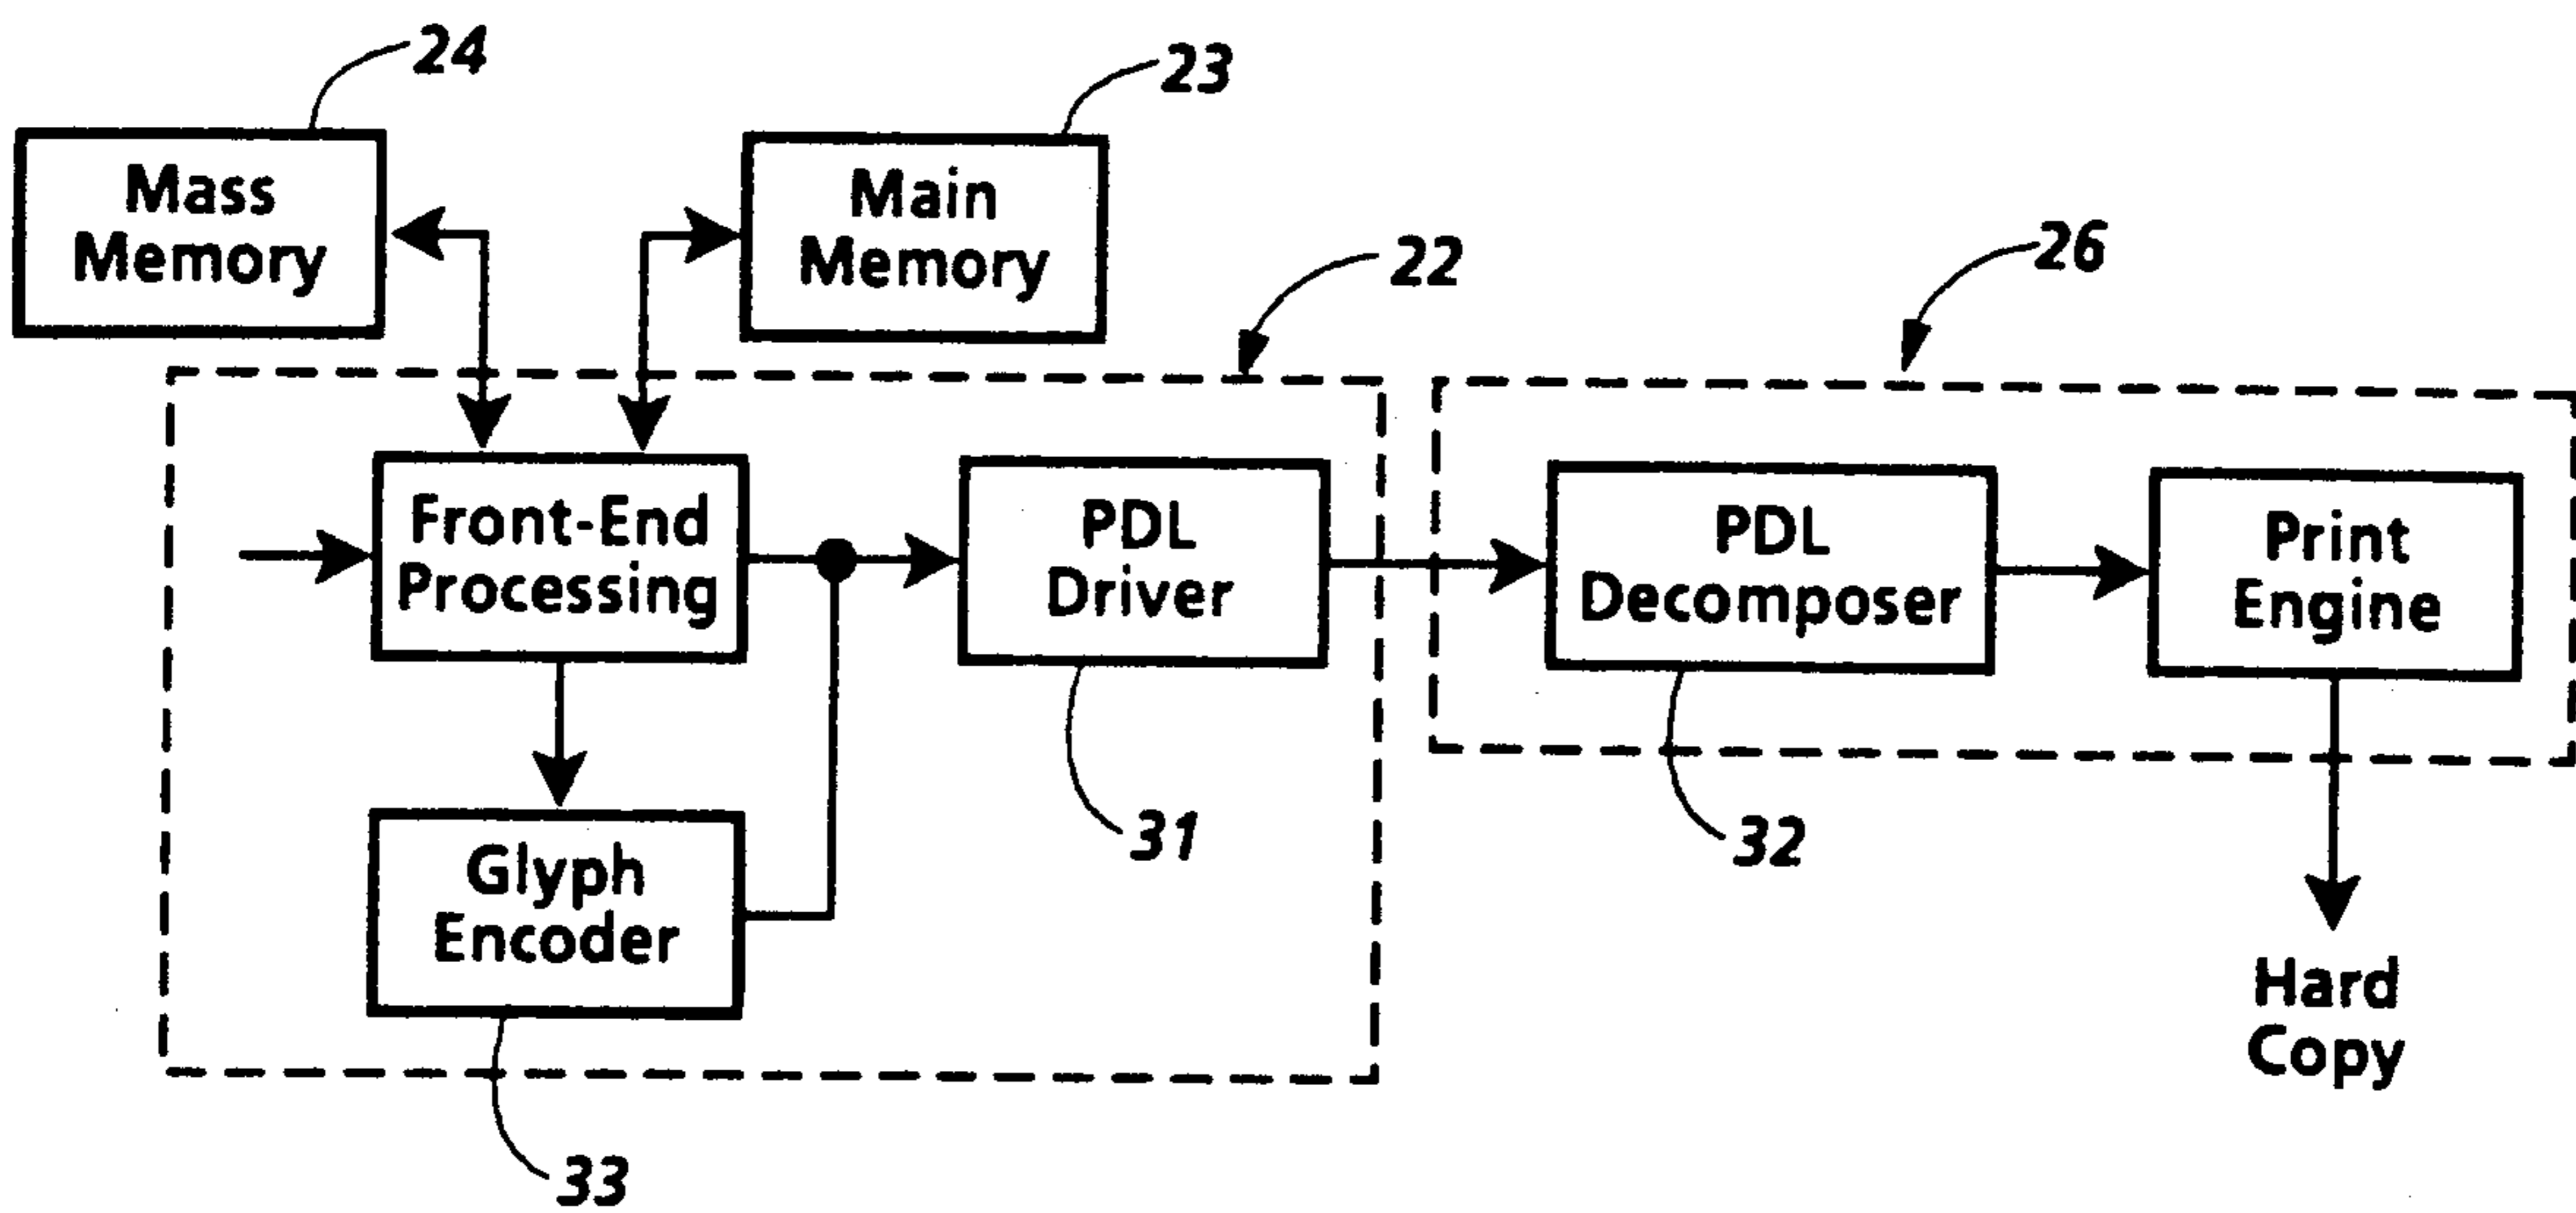 24
23
Mass
Memory
Main
Memory
22
26
Front-End
Processing
PDL
Driver
PDL
Decomposer
Print
Engine
31
32
Glyph
Encoder
33
Hard
Copy